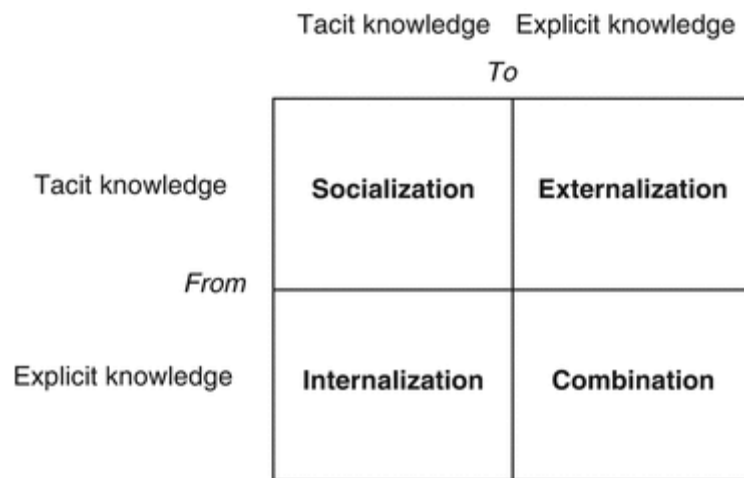 Tacit knowledge Explicit knowledge
To
Tacit knowledge Socialization Externalization
From
Explicit knowledge Internalization Combination